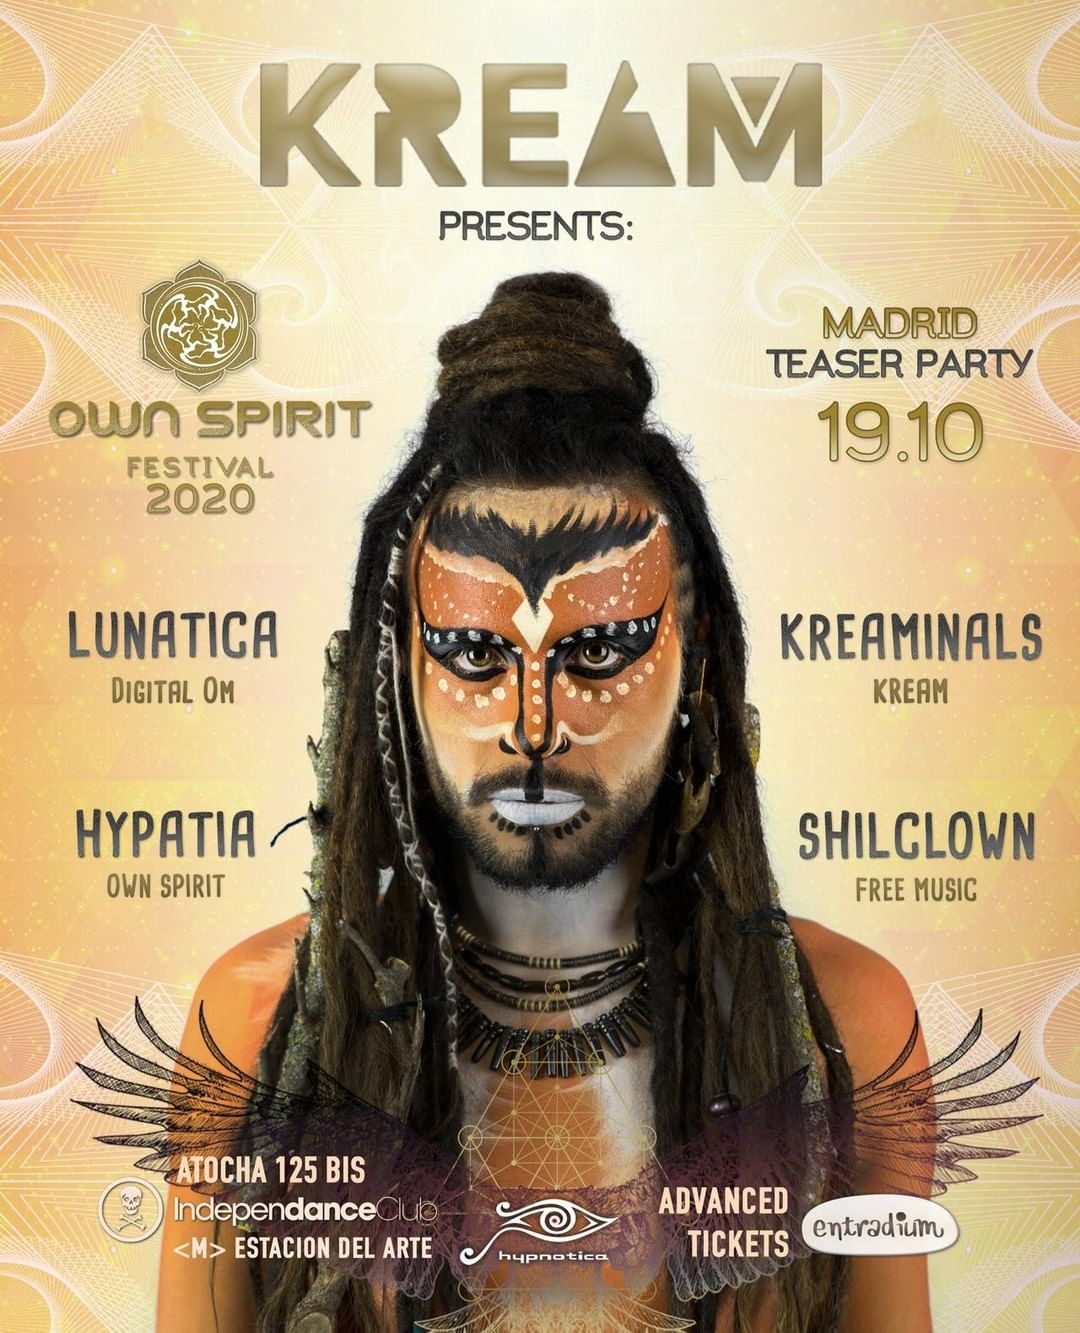 KREAM
PRESENTS:
OWN SPIRIT
FESTIVAL
2020
MADRID
TEASER PARTY
19.10
LUNATICA
DIGITAL OM
KREAMINALS
KREAM
HYPATIA
OWN SPIRIT
SHILCLOWN
FREE MUSIC
ATOCHA 125 BIS
IndependanceClub
<M> ESTACION DEL ARTE
hypnotica
ADVANCED
TICKETS
entradium